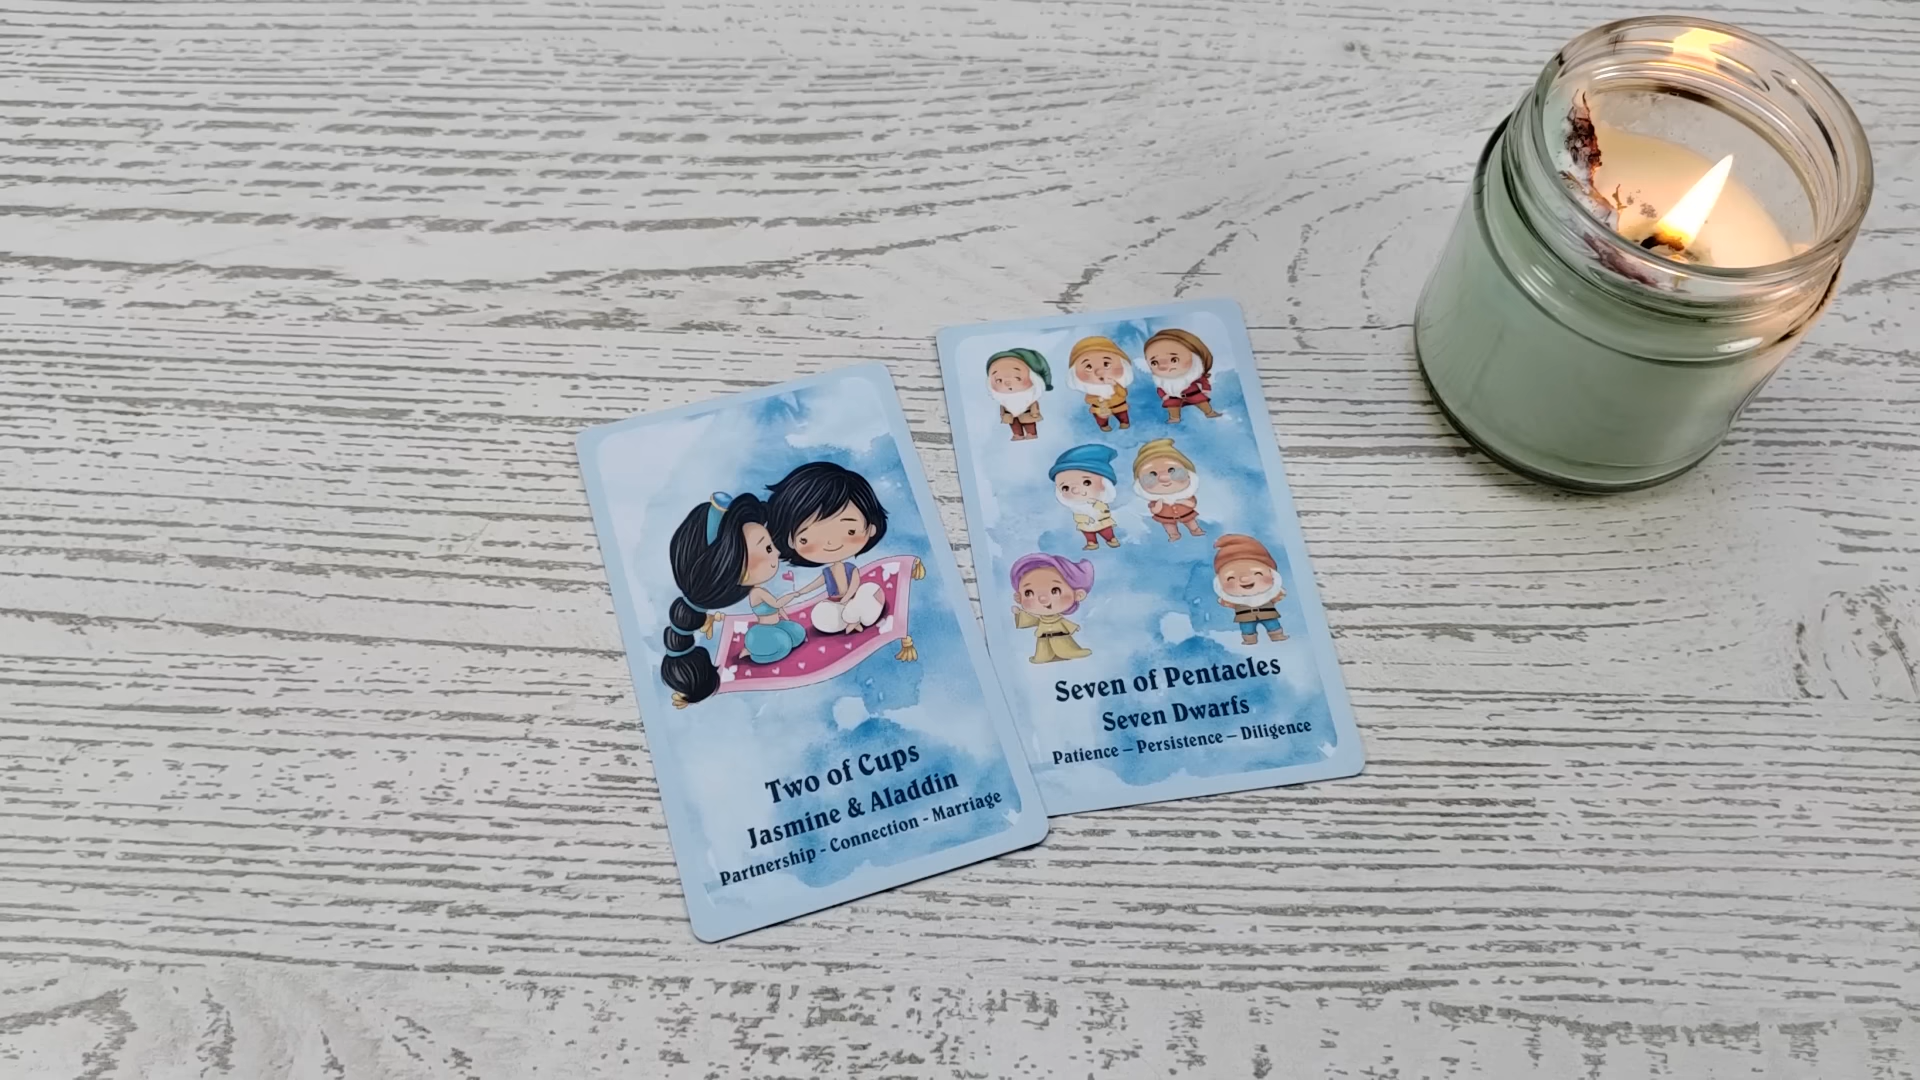 Two of Cups
Jasmine & Aladdin
Partnership - Connection - Marriage
Seven of Pentacles
Seven Dwarfs
Patience – Persistence – Diligence